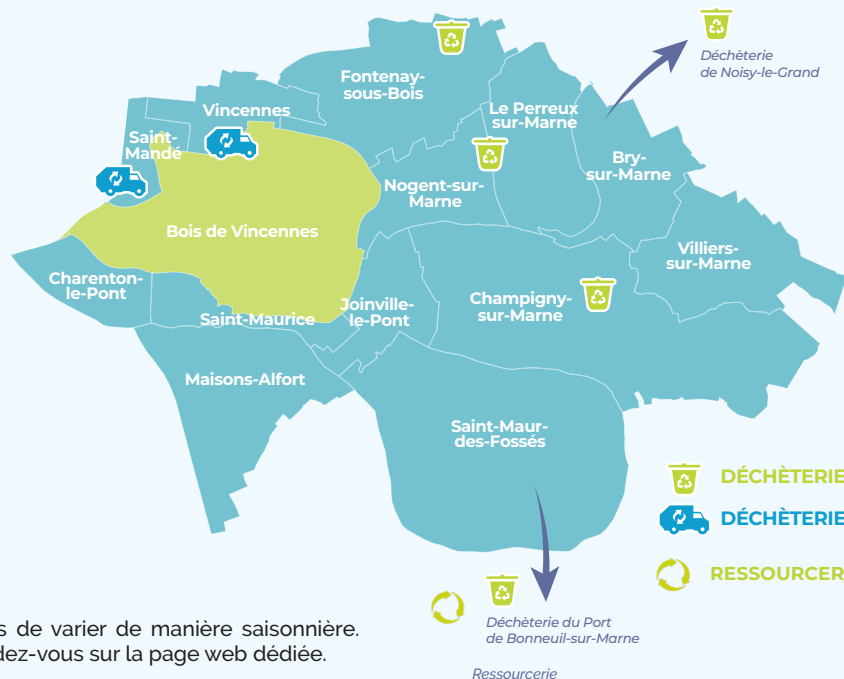 Déchèterie
de Noisy-le-Grand
Fontenay-
sous-Bois
Vincennes
Le Perreux
sur-Marne
Saint-
Mandé
Bry-
sur-Marne
Nogent-sur-
Marne
Bois de Vincennes
Villiers-
sur-Marne
Charenton-
le-Pont
Joinville-
le-Pont
Champigny-
sur-Marne
Saint-Maurice
Maisons-Alfort
Saint-Maur-
des-Fossés
DÉCHÈTERIE
DÉCHÈTERIE
RESSOURCER
Déchèterie du Port
de Bonneuil-sur-Marne
Ressourcerie
s de varier de manière saisonnière.
dez-vous sur la page web dédiée.